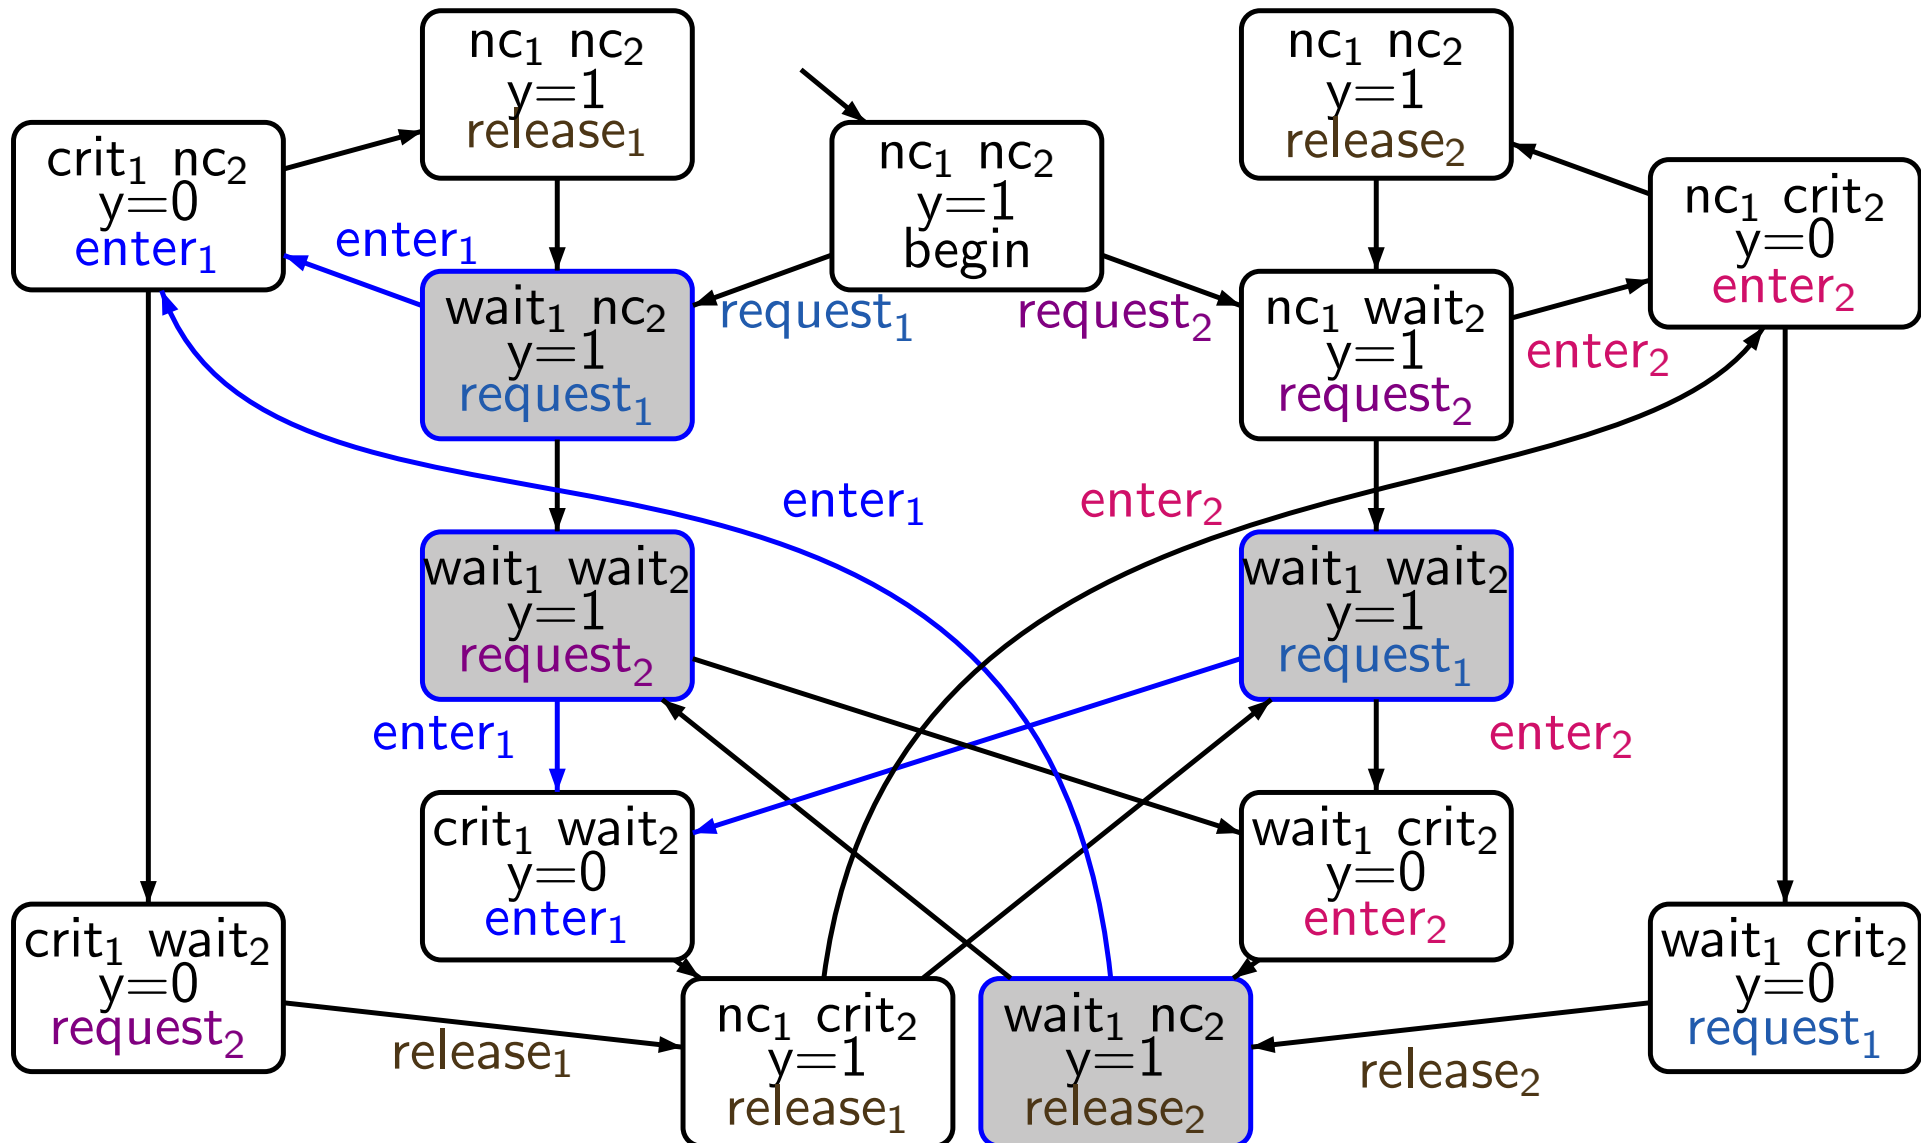 nc₁ nc₂
y=1
release₁
nc₁ nc₂
y=1
release₂
crit₁ nc₂
y=0
enter₁
nc₁ nc₂
y=1
begin
nc₁ crit₂
y=0
enter₂
enter₁
wait₁ nc₂
y=1
request₁
request₁
request₂
nc₁ wait₂
y=1
request₂
enter₂
enter₁
enter₂
wait₁ wait₂
y=1
request₂
wait₁ wait₂
y=1
request₁
enter₁
enter₂
crit₁ wait₂
y=0
enter₁
wait₁ crit₂
y=0
enter₂
crit₁ wait₂
y=0
request₂
wait₁ crit₂
y=0
request₁
release₁
nc₁ crit₂
y=1
release₁
wait₁ nc₂
y=1
release₂
release₂